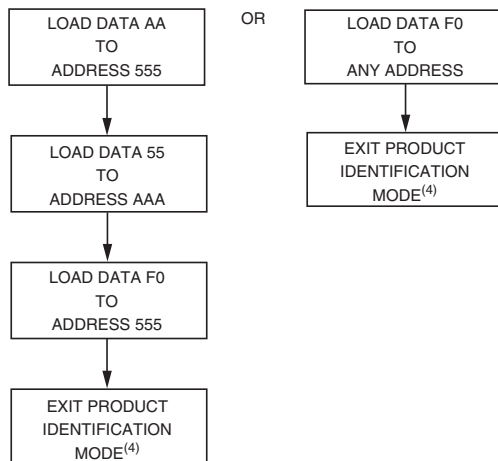 LOAD DATA AA
TO
ADDRESS 555
LOAD DATA 55
TO
ADDRESS AAA
LOAD DATA F0
TO
ADDRESS 555
EXIT PRODUCT
IDENTIFICATION
MODE(4)
OR
LOAD DATA F0
TO
ANY ADDRESS
EXIT PRODUCT
IDENTIFICATION
MODE(4)